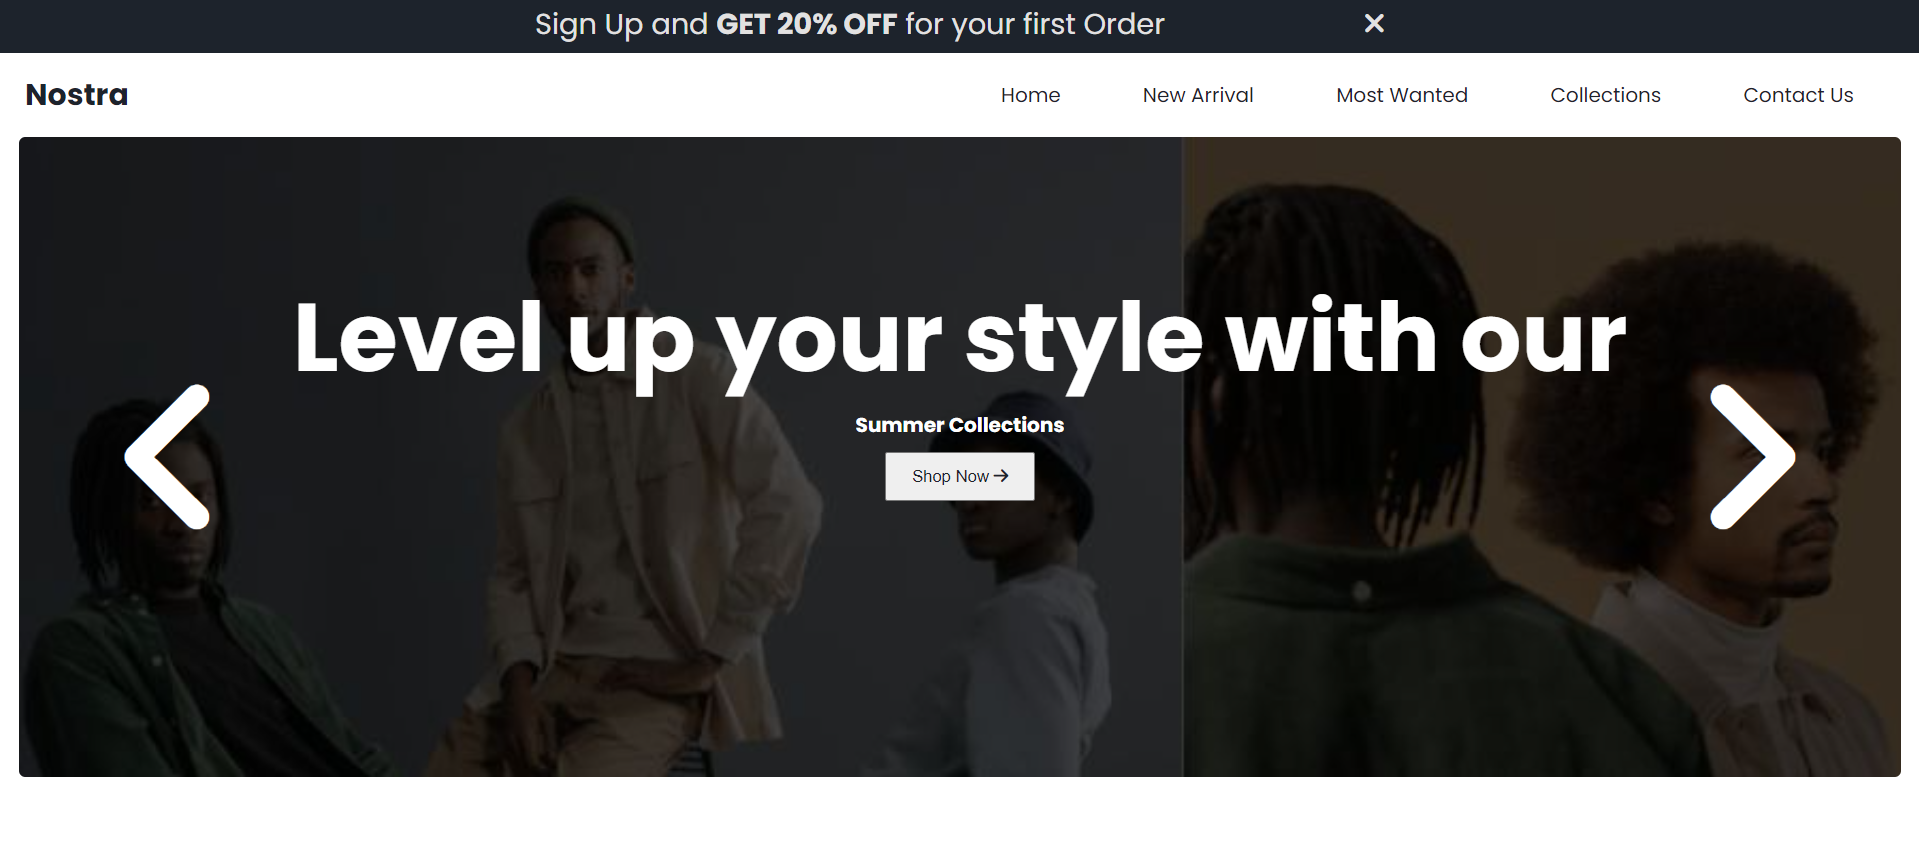 Sign Up and GET 20% OFF for your first Order
Nostra
Home New Arrival Most Wanted Collections Contact Us
Level up your style with our
Summer Collections
Shop Now